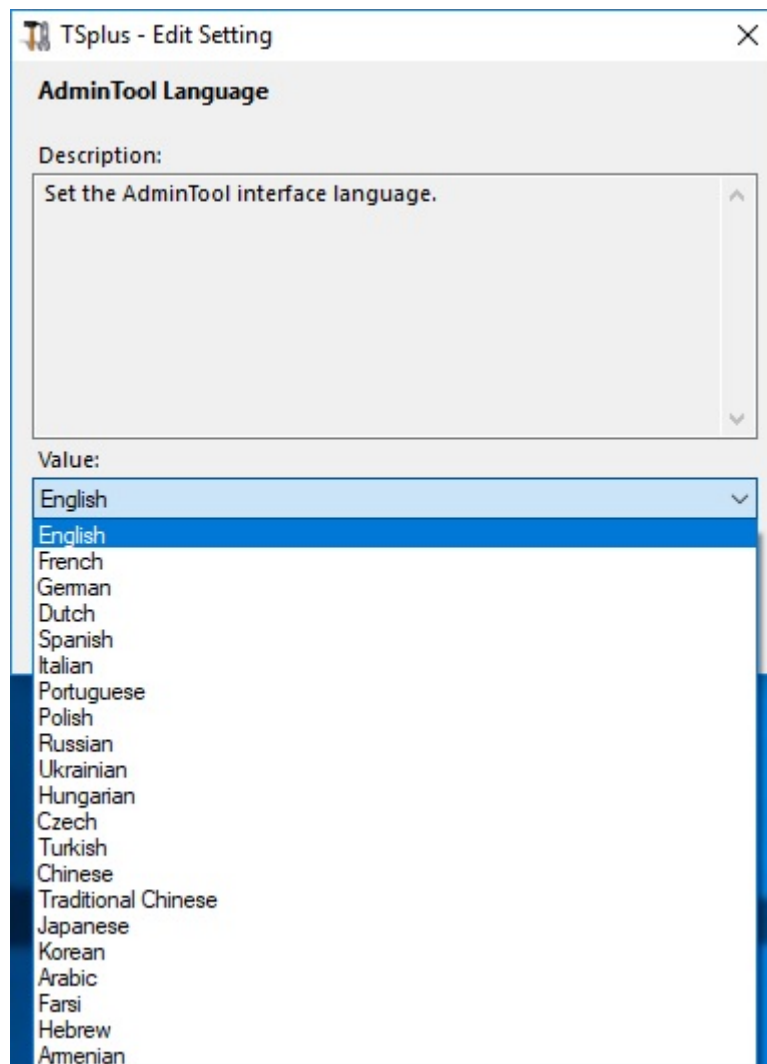 TSplus - Edit Setting
AdminTool Language
Description:
Set the AdminTool interface language.
Value:
English
English
French
German
Dutch
Spanish
Italian
Portuguese
Polish
Russian
Ukrainian
Hungarian
Czech
Turkish
Chinese
Traditional Chinese
Japanese
Korean
Arabic
Farsi
Hebrew
Armenian